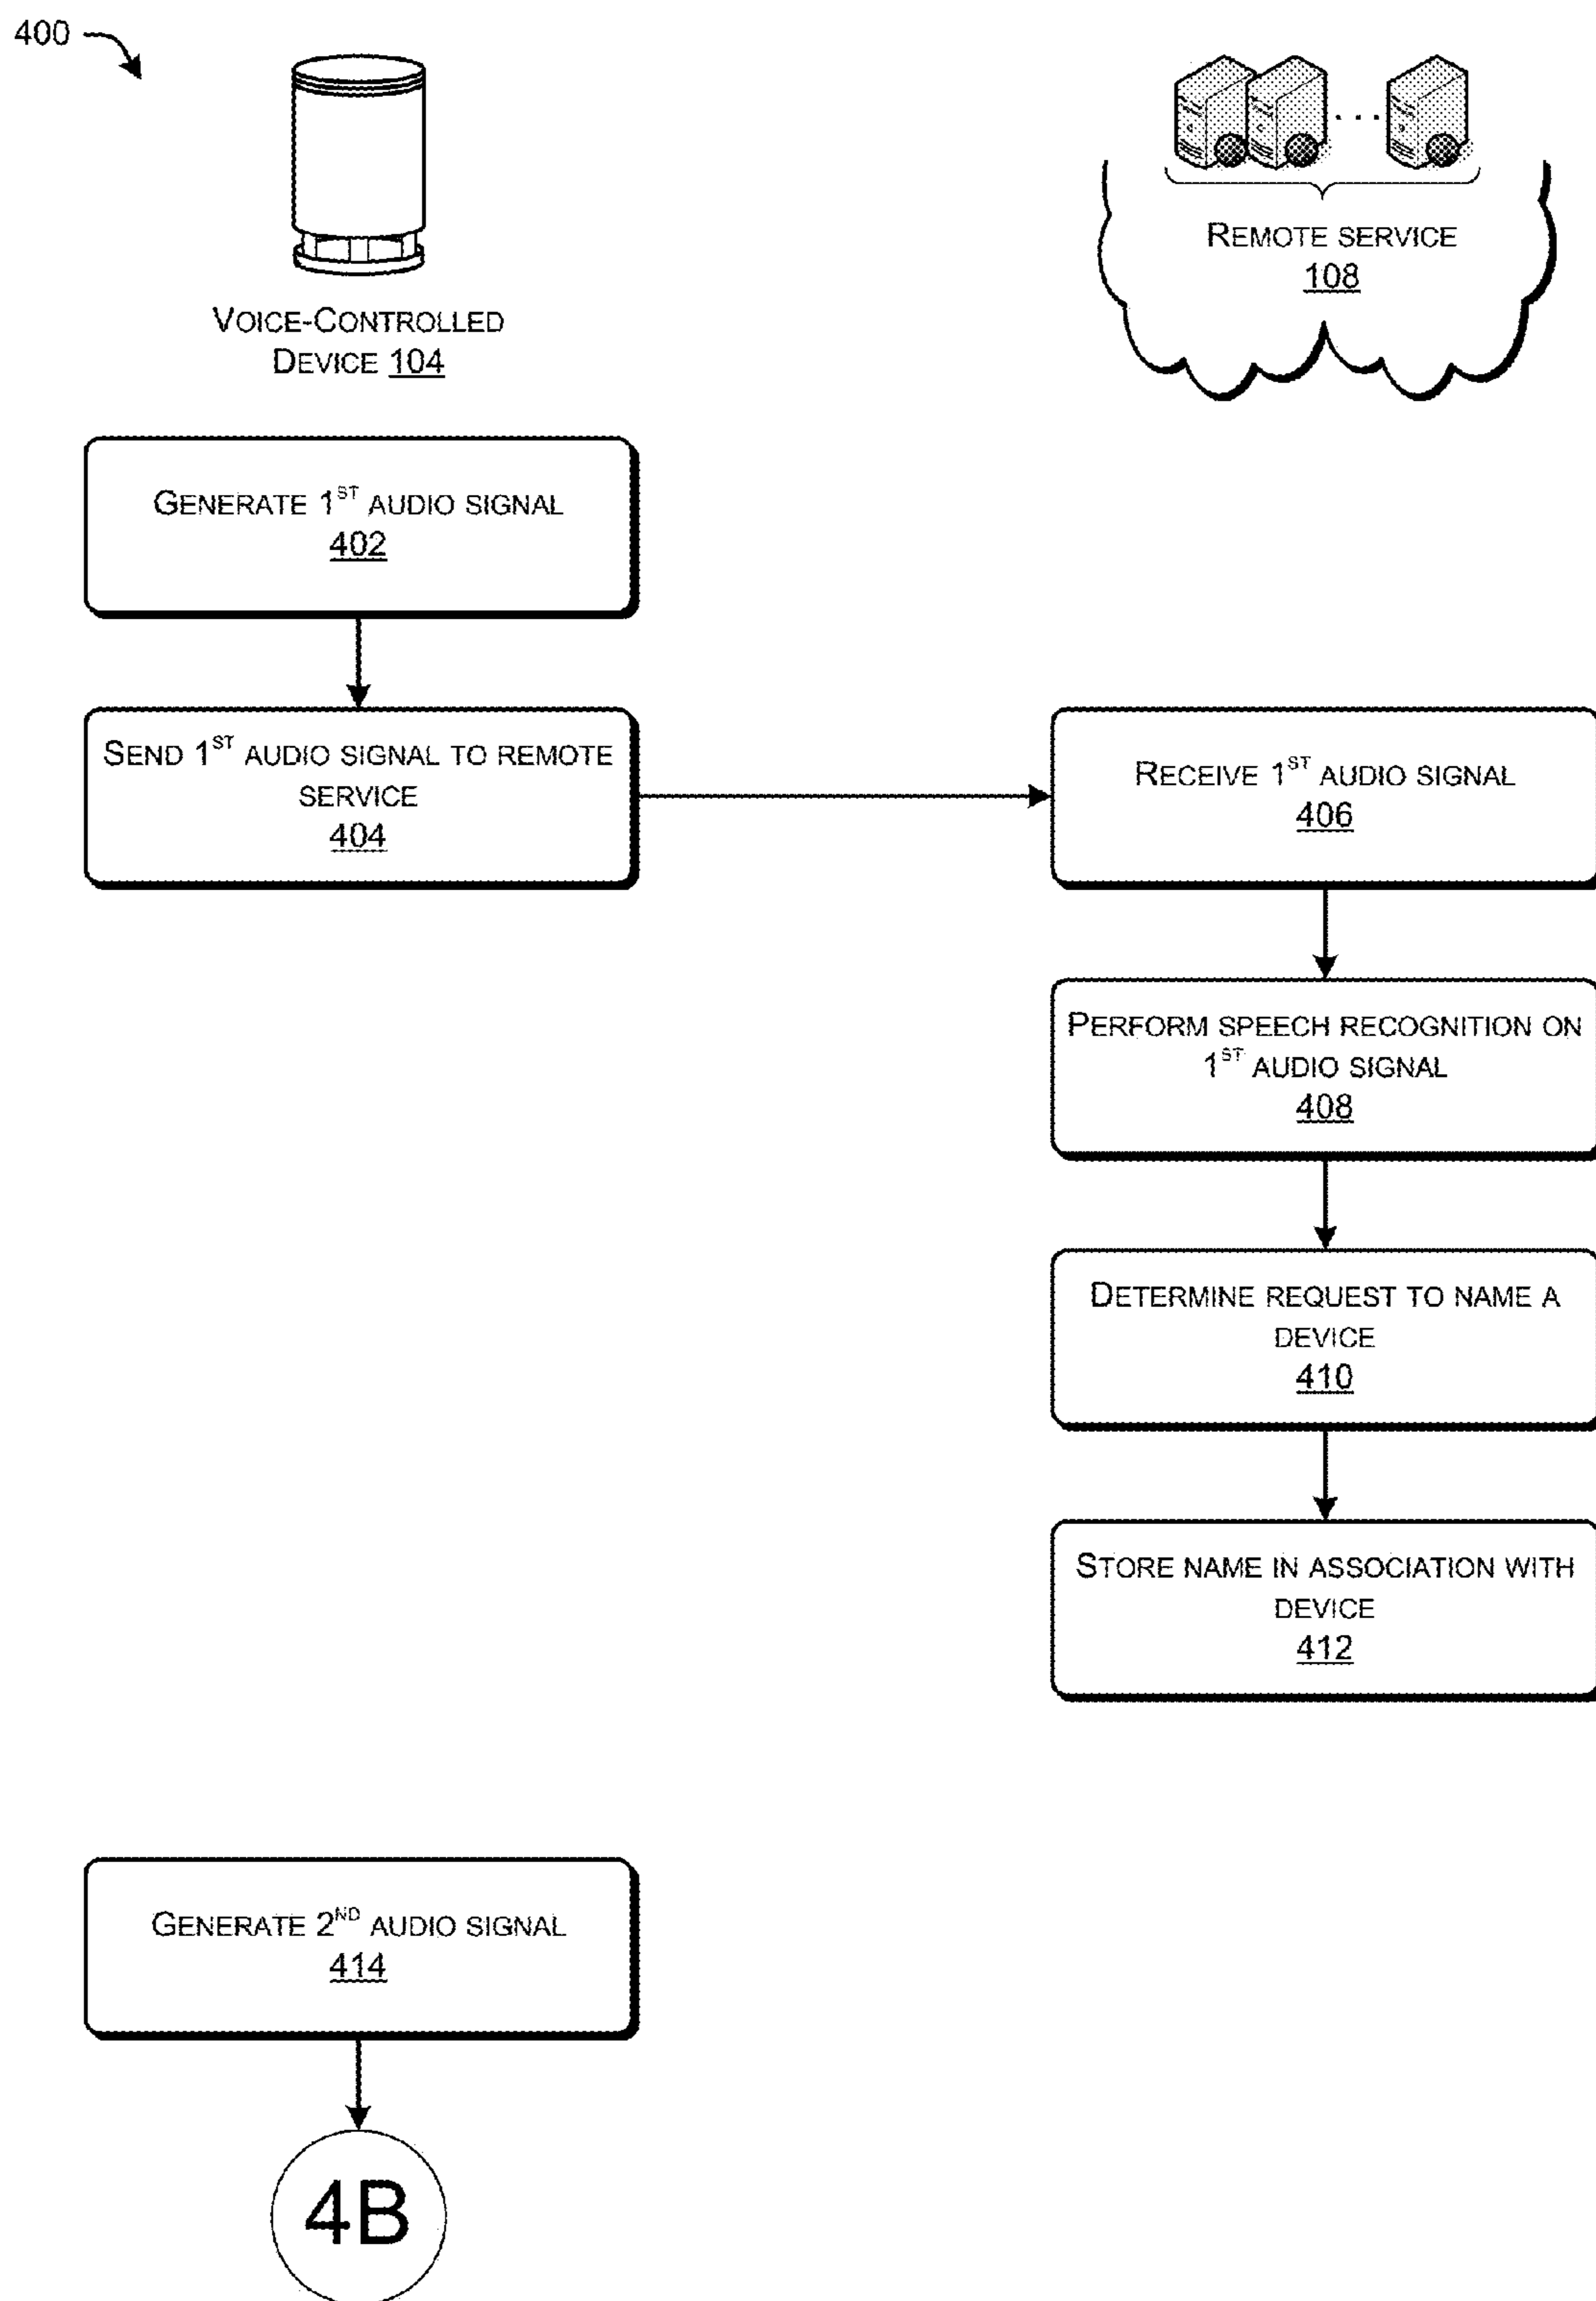 400
VOICE-CONTROLLED
DEVICE 104
REMOTE SERVICE
108
GENERATE 1ST AUDIO SIGNAL
402
SEND 1ST AUDIO SIGNAL TO REMOTE
SERVICE
404
RECEIVE 1ST AUDIO SIGNAL
406
PERFORM SPEECH RECOGNITION ON
1ST AUDIO SIGNAL
408
DETERMINE REQUEST TO NAME A
DEVICE
410
STORE NAME IN ASSOCIATION WITH
DEVICE
412
GENERATE 2ND AUDIO SIGNAL
414
4B